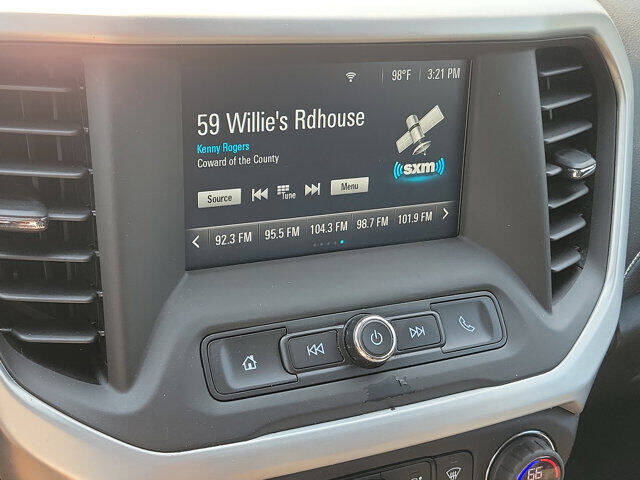 98°F 3:21 PM
59 Willie's Rdhouse
Kenny Rogers
Coward of the County
((sxm))
Source Tune Menu
92.3 FM 95.5 FM 104.3 FM 98.7 FM 101.9 FM
66